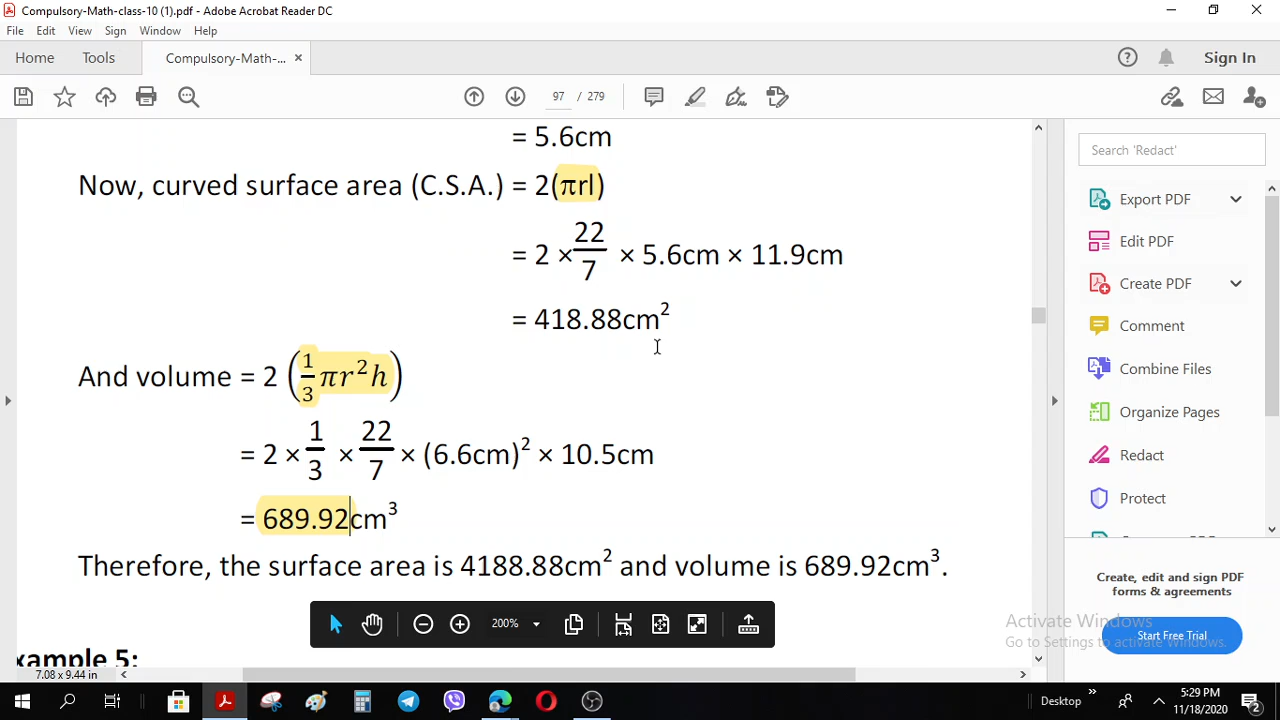 Compulsory-Math-class-10 (1).pdf - Adobe Acrobat Reader DC
File Edit View Sign Window Help
Home Tools Compulsory-Math-... × Sign In
97 / 279
= 5.6cm
Now, curved surface area (C.S.A.) = 2(πrl)
= 2 × 22/7 × 5.6cm × 11.9cm
= 418.88cm²
And volume = 2 (1/3 πr²h)
= 2 × 1/3 × 22/7 × (6.6cm)² × 10.5cm
= 689.92cm³
Therefore, the surface area is 4188.88cm² and volume is 689.92cm³.
xample 5:
200%
7.08 x 9.44 in
Search 'Redact'
Export PDF
Edit PDF
Create PDF
Comment
Combine Files
Organize Pages
Redact
Protect
Create, edit and sign PDF
forms & agreements
Start Free Trial
Activate Windows
Go to Settings to activate Windows.
Desktop
5:29 PM
11/18/2020
2